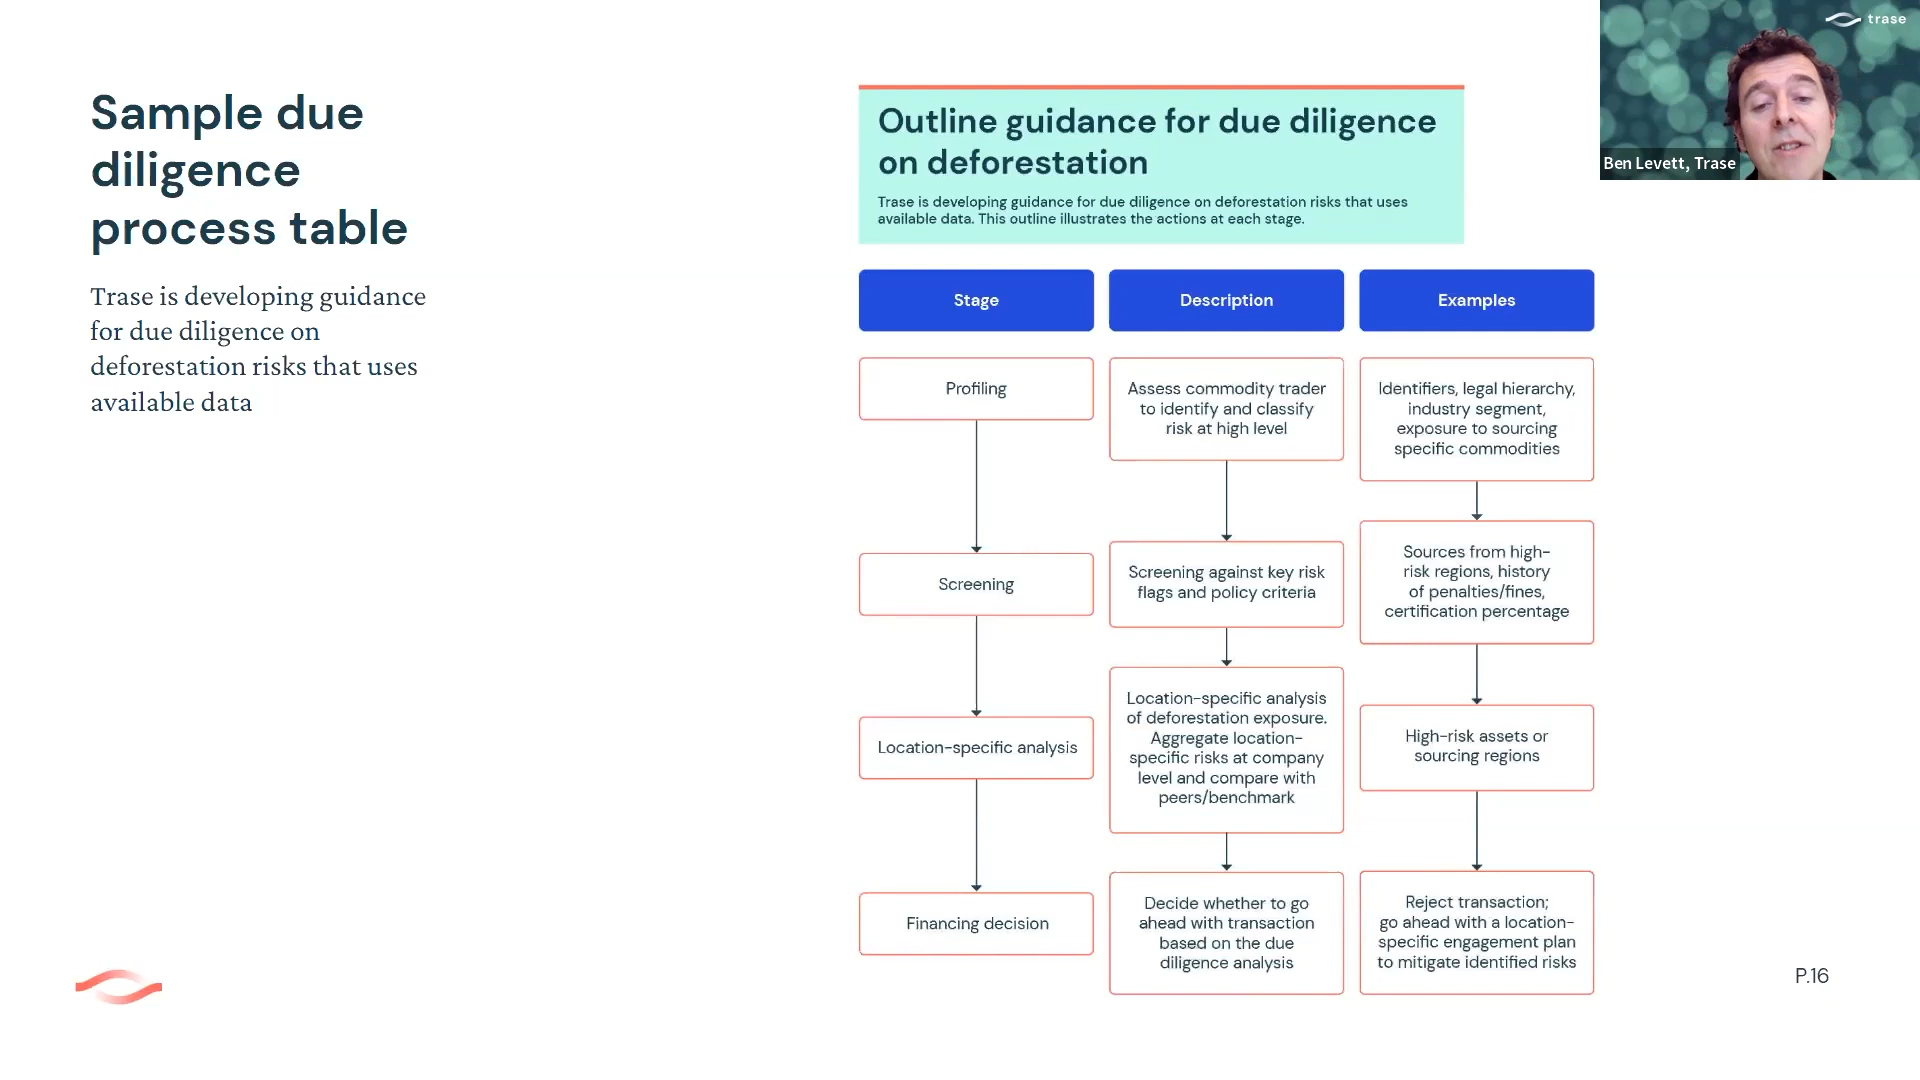 Sample due
diligence
process table
Trase is developing guidance
for due diligence on
deforestation risks that uses
available data
Outline guidance for due diligence
on deforestation
Trase is developing guidance for due diligence on deforestation risks that uses
available data. This outline illustrates the actions at each stage.
Stage
Description
Examples
Profiling
Assess commodity trader
to identify and classify
risk at high level
Identifiers, legal hierarchy,
industry segment,
exposure to sourcing
specific commodities
Screening
Screening against key risk
flags and policy criteria
Sources from high-
risk regions, history
of penalties/fines,
certification percentage
Location-specific analysis
Location-specific analysis
of deforestation exposure.
Aggregate location-
specific risks at company
level and compare with
peers/benchmark
High-risk assets or
sourcing regions
Financing decision
Decide whether to go
ahead with transaction
based on the due
diligence analysis
Reject transaction;
go ahead with a location-
specific engagement plan
to mitigate identified risks
P.16
trase
Ben Levett, Trase